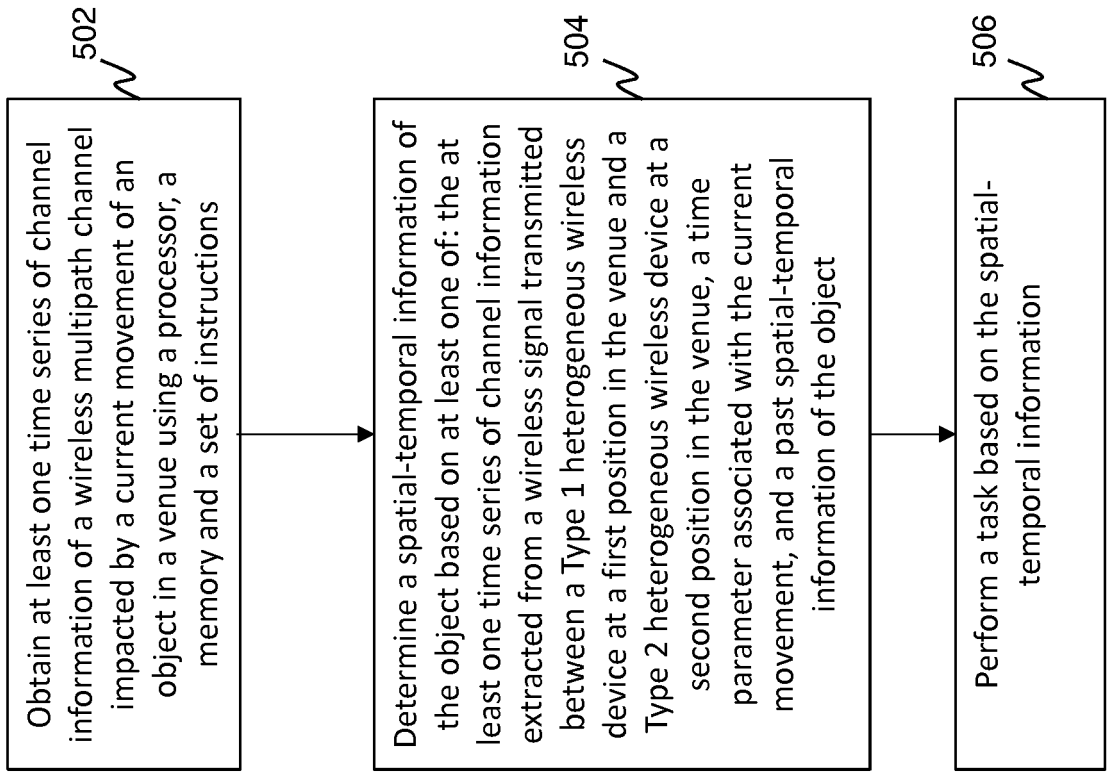 502
Obtain at least one time series of channel
information of a wireless multipath channel
impacted by a current movement of an
object in a venue using a processor, a
memory and a set of instructions
504
Determine a spatial-temporal information of
the object based on at least one of: the at
least one time series of channel information
extracted from a wireless signal transmitted
between a Type 1 heterogeneous wireless
device at a first position in the venue and a
Type 2 heterogeneous wireless device at a
second position in the venue, a time
parameter associated with the current
movement, and a past spatial-temporal
information of the object
506
Perform a task based on the spatial-
temporal information